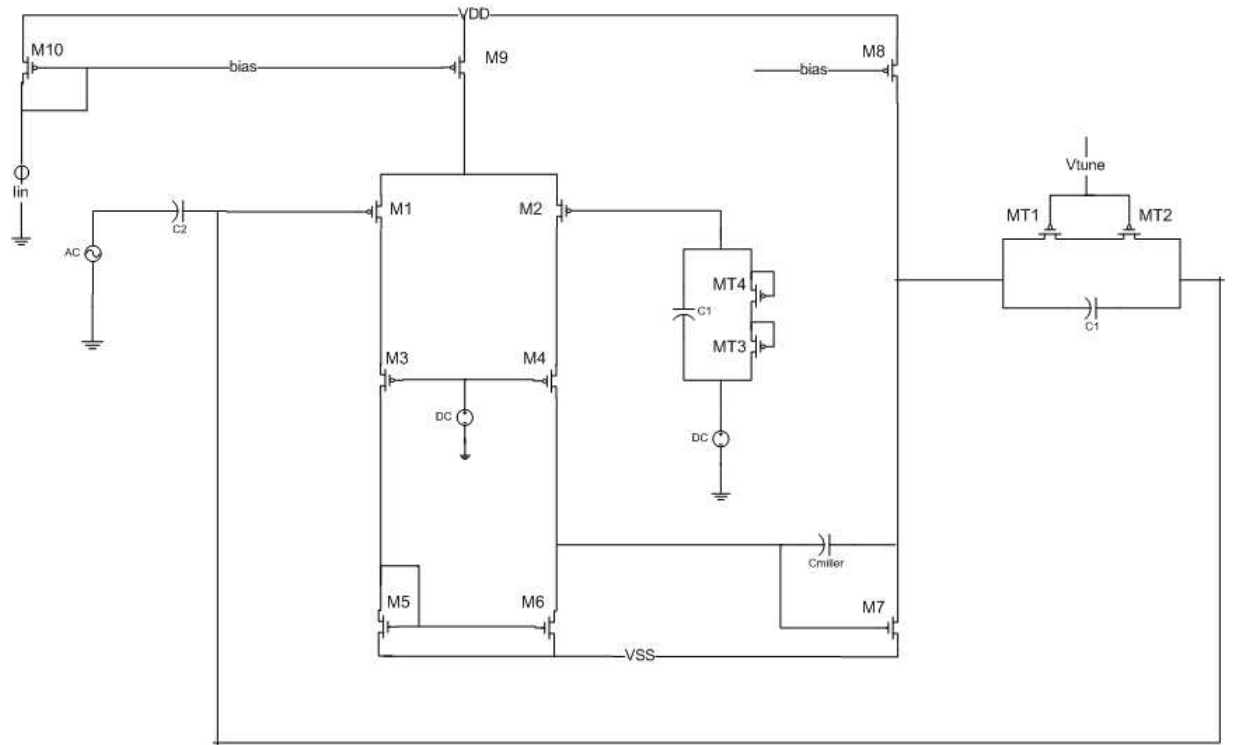 VDD
M10
M9
M8
bias
bias
Vtune
Iin
M1
M2
MT1
MT2
C2
AC
MT4
C1
MT3
C1
M3
M4
DC
DC
Cmiller
M5
M6
M7
VSS